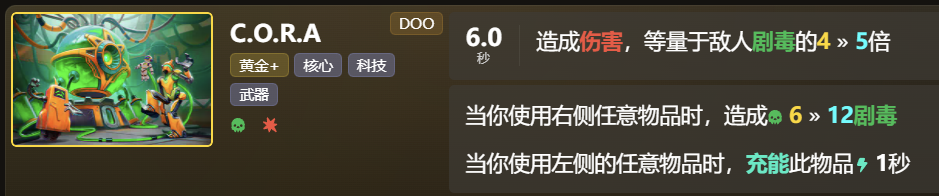 C.O.R.A
DOO
黄金+ 核心 科技
武器
6.0
秒
造成伤害，等量于敌人剧毒的4 » 5倍
当你使用右侧任意物品时，造成 6 » 12剧毒
当你使用左侧的任意物品时，充能此物品 1秒